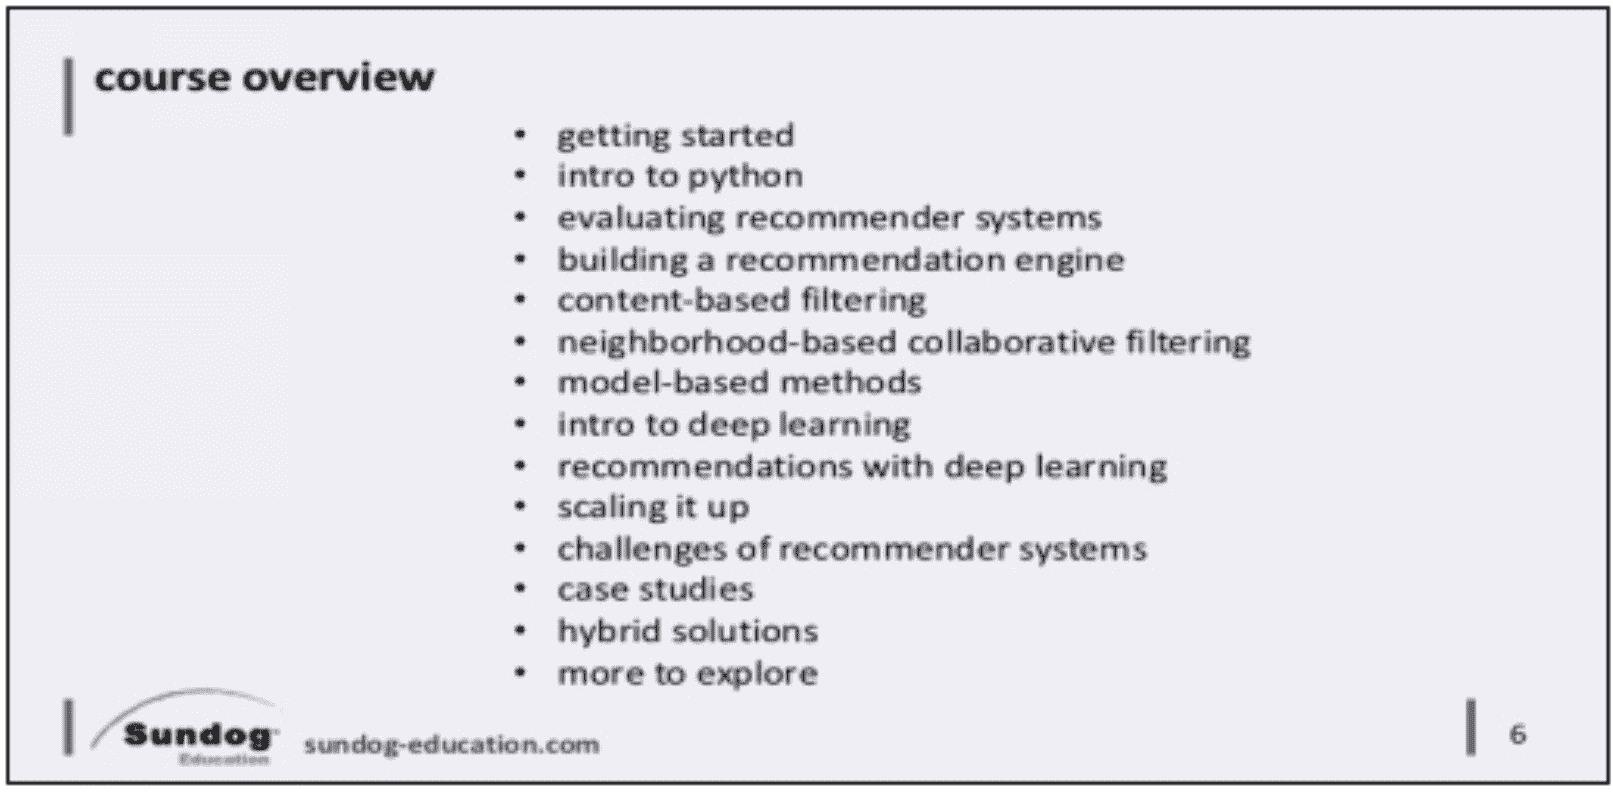 course overview
• getting started
• intro to python
• evaluating recommender systems
• building a recommendation engine
• content-based filtering
• neighborhood-based collaborative filtering
• model-based methods
• intro to deep learning
• recommendations with deep learning
• scaling it up
• challenges of recommender systems
• case studies
• hybrid solutions
• more to explore
Sundog
Education
sundog-education.com
6